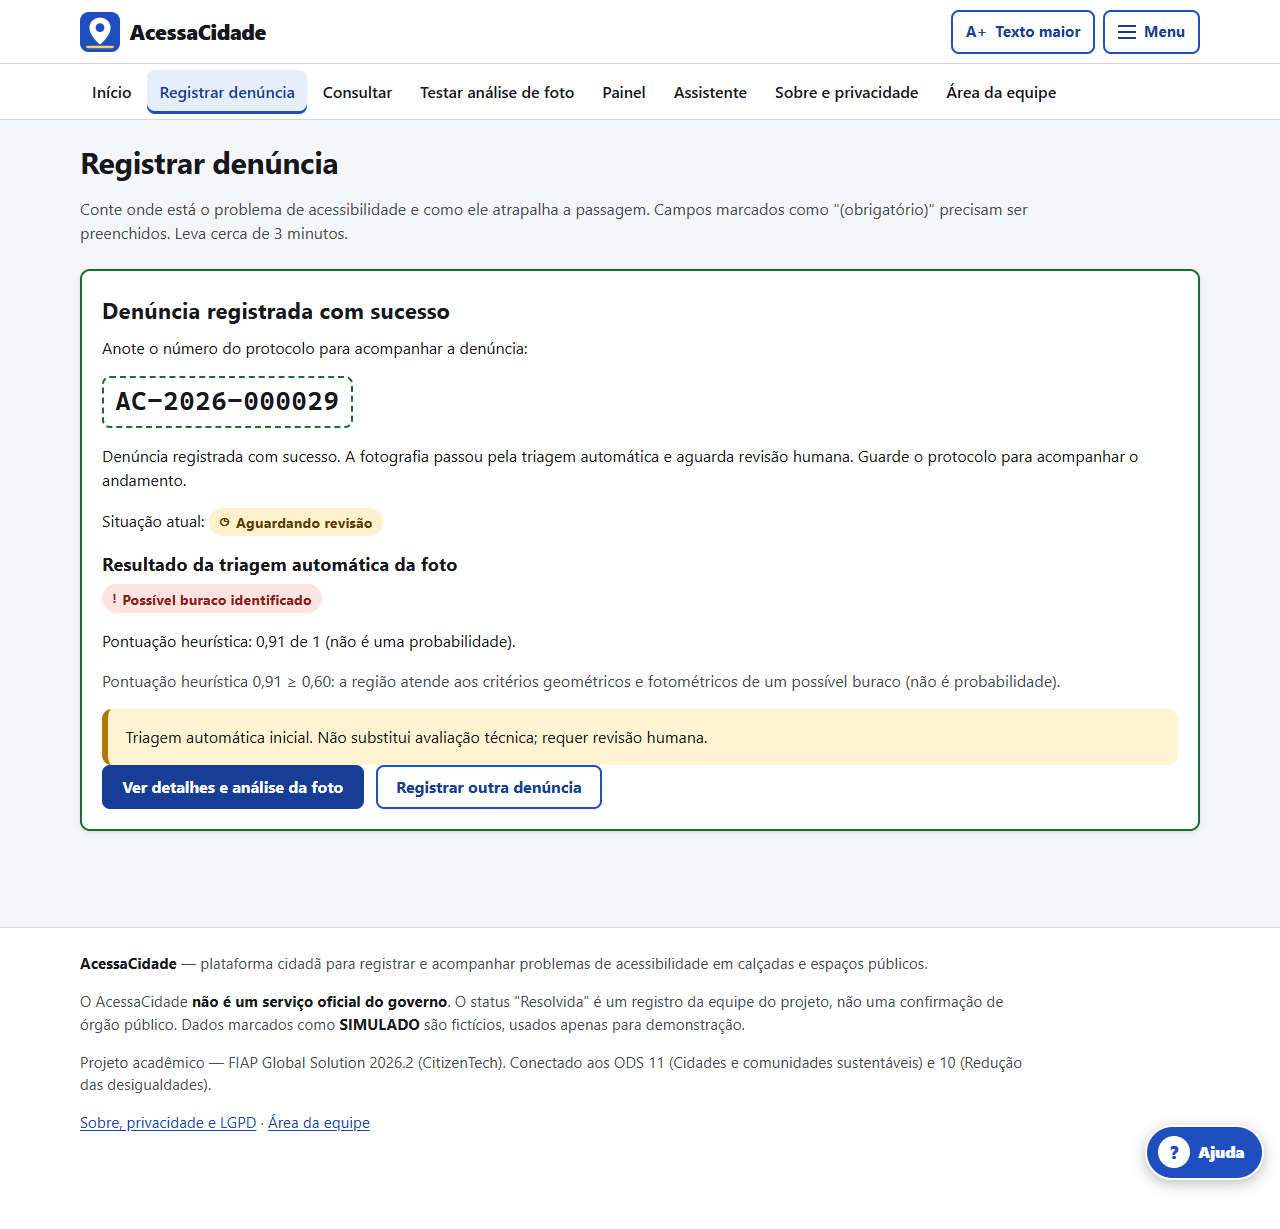 AcessaCidade
A+ Texto maior
Menu
Início
Registrar denúncia
Consultar
Testar análise de foto
Painel
Assistente
Sobre e privacidade
Área da equipe
Registrar denúncia
Conte onde está o problema de acessibilidade e como ele atrapalha a passagem. Campos marcados como "(obrigatório)" precisam ser
preenchidos. Leva cerca de 3 minutos.
Denúncia registrada com sucesso
Anote o número do protocolo para acompanhar a denúncia:
AC-2026-000029
Denúncia registrada com sucesso. A fotografia passou pela triagem automática e aguarda revisão humana. Guarde o protocolo para acompanhar o
andamento.
Situação atual: Aguardando revisão
Resultado da triagem automática da foto
! Possível buraco identificado
Pontuação heurística: 0,91 de 1 (não é uma probabilidade).
Pontuação heurística 0,91 ≥ 0,60: a região atende aos critérios geométricos e fotométricos de um possível buraco (não é probabilidade).
Triagem automática inicial. Não substitui avaliação técnica; requer revisão humana.
Ver detalhes e análise da foto
Registrar outra denúncia
AcessaCidade — plataforma cidadã para registrar e acompanhar problemas de acessibilidade em calçadas e espaços públicos.
O AcessaCidade não é um serviço oficial do governo. O status "Resolvida" é um registro da equipe do projeto, não uma confirmação de
órgão público. Dados marcados como SIMULADO são fictícios, usados apenas para demonstração.
Projeto acadêmico — FIAP Global Solution 2026.2 (CitizenTech). Conectado aos ODS 11 (Cidades e comunidades sustentáveis) e 10 (Redução
das desigualdades).
Sobre, privacidade e LGPD · Área da equipe
? Ajuda